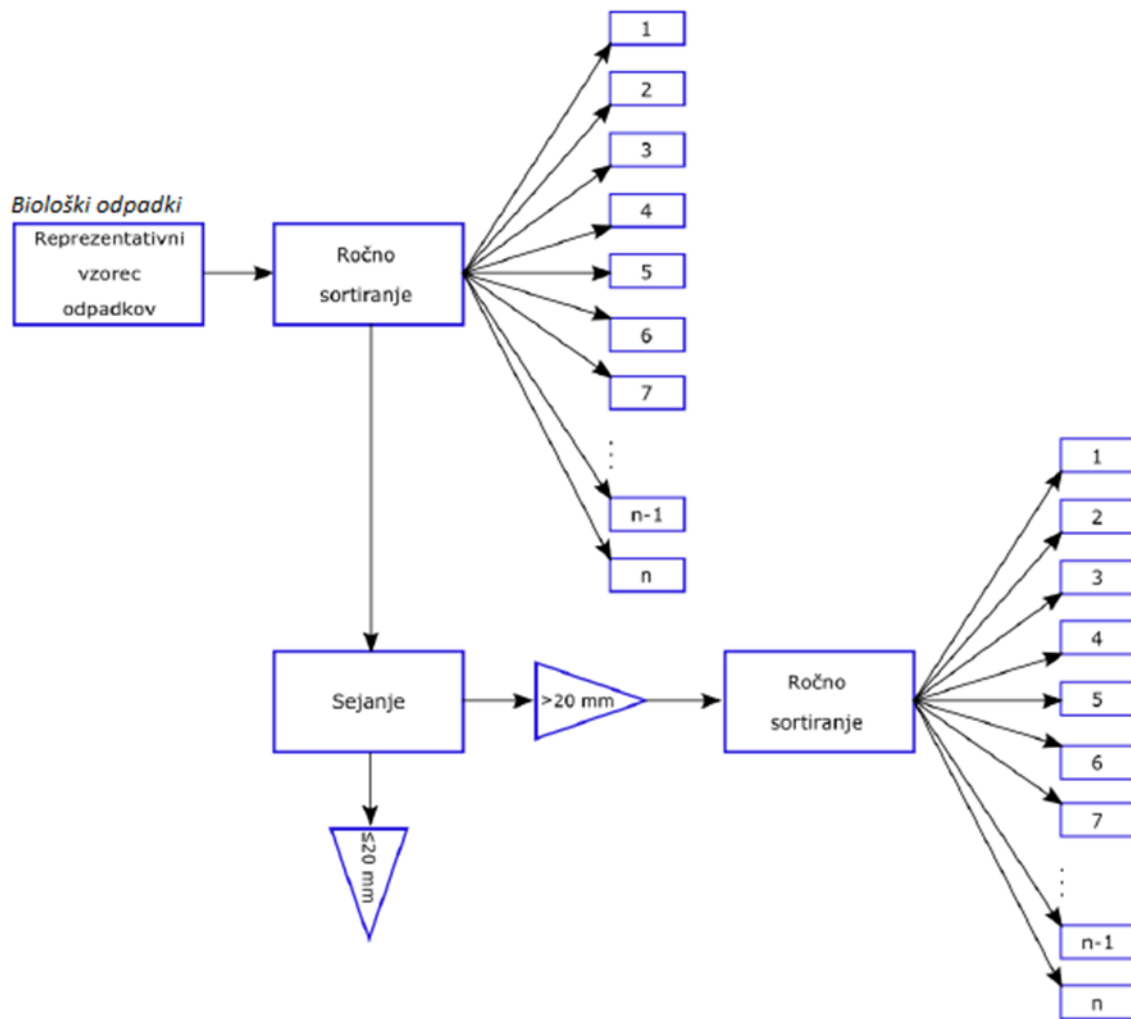 Biološki odpadki
Reprezentativni
vzorec
odpadkov
Ročno
sortiranje
1
2
3
4
5
6
7
n-1
n
Sejanje
>20 mm
≤20 mm
Ročno
sortiranje
1
2
3
4
5
6
7
n-1
n